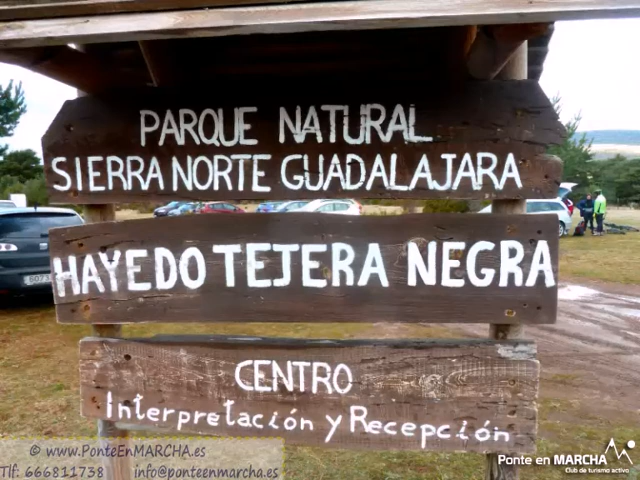 PARQUE NATURAL
SIERRA NORTE GUADALAJARA
HAYEDO TEJERA NEGRA
CENTRO
Interpretación y Recepción
© www.PonteEnMARCHA.es
Tlf: 666811738 info@ponteenmarcha.es
Ponte en MARCHA
Club de turismo activo